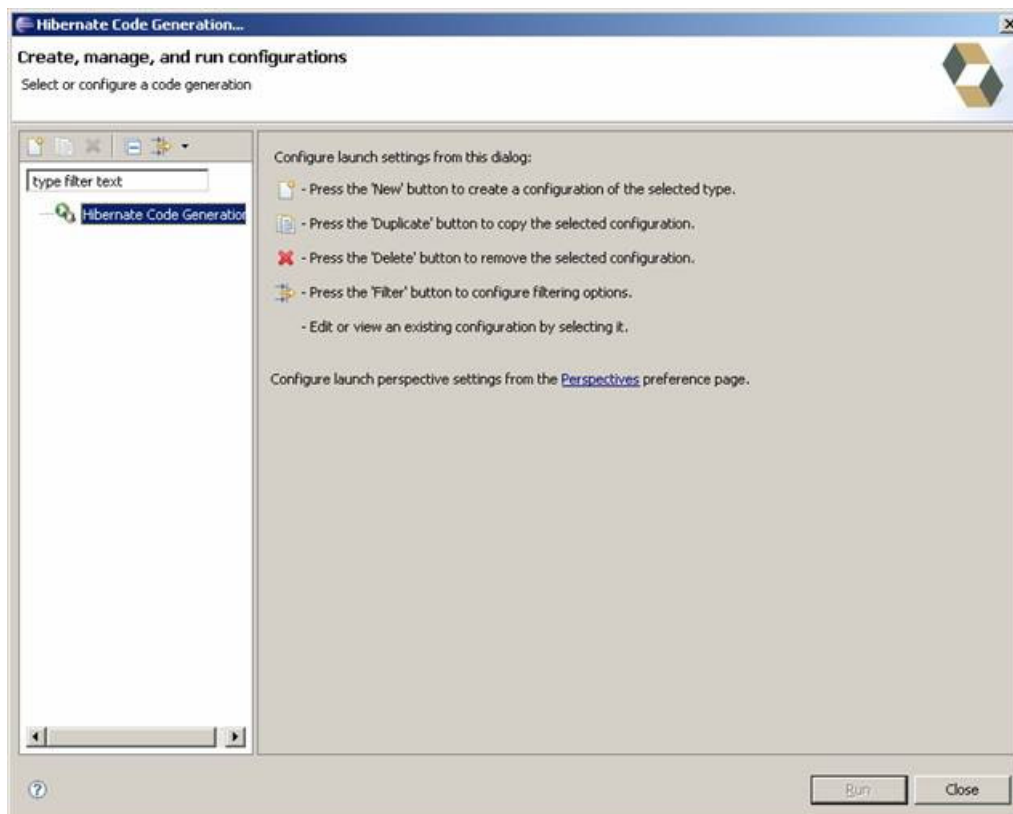 Hibernate Code Generation...
Create, manage, and run configurations
Select or configure a code generation
type filter text
Hibernate Code Generation
Configure launch settings from this dialog:
- Press the 'New' button to create a configuration of the selected type.
- Press the 'Duplicate' button to copy the selected configuration.
- Press the 'Delete' button to remove the selected configuration.
- Press the 'Filter' button to configure filtering options.
- Edit or view an existing configuration by selecting it.
Configure launch perspective settings from the Perspectives preference page.
Run
Close